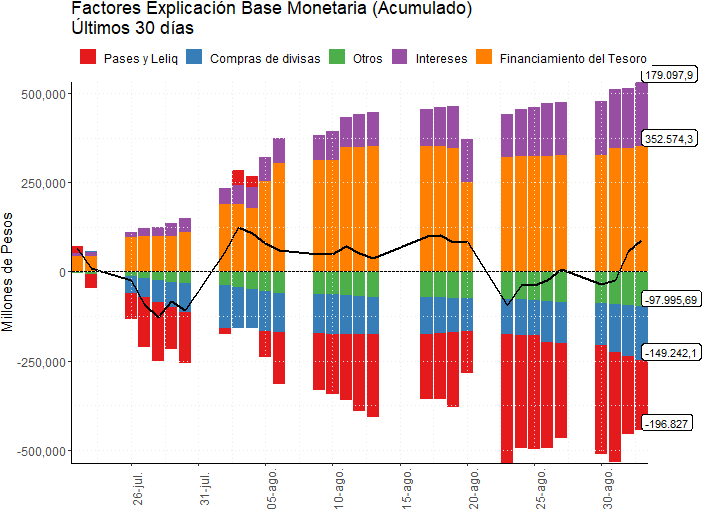 Factores Explicación Base Monetaria (Acumulado)
Últimos 30 días
Pases y Leliq Compras de divisas Otros Intereses Financiamiento del Tesoro
Millones de Pesos
500,000
250,000
0
-250,000
-500,000
179.097,9
352.574,3
-97.995,69
-149.242,1
-196.827
26-jul.
31-jul.
05-ago.
10-ago.
15-ago.
20-ago.
25-ago.
30-ago.